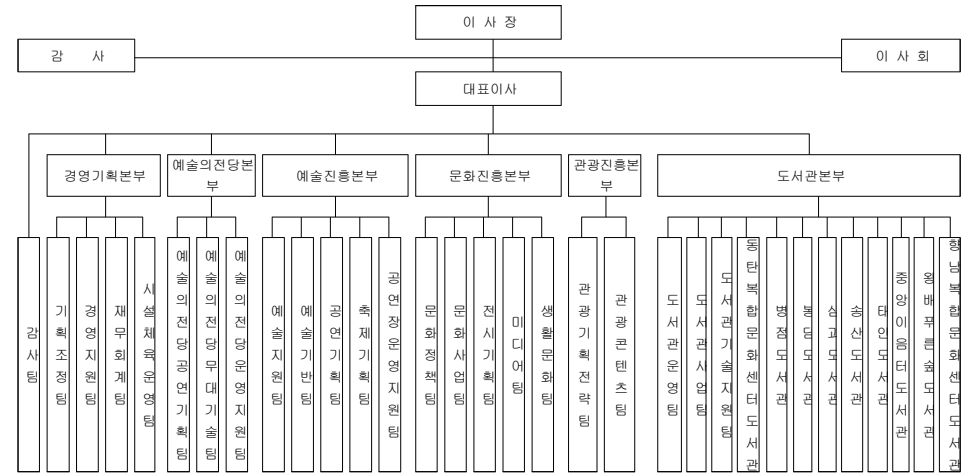 이 사 장
감 사
이 사 회
대표이사
경영기획본부
예술의전당본
부
예술진흥본부
문화진흥본부
관광진흥본
부
도서관본부
감사팀
기획조정팀
경영지원팀
재무회계팀
시설체육운영팀
예술의전당공연기획팀
예술의전당무대기술팀
예술의전당운영지원팀
예술지원팀
예술기반팀
공연기획팀
축제기획팀
공연장운영지원팀
문화정책팀
문화사업팀
전시기획팀
미디어팀
생활문화팀
관광기획전략팀
관광콘텐츠팀
도서관운영팀
도서관사업팀
도서관기술지원팀
동탄복합문화센터도서관
병점도서관
봉담도서관
삼괴도서관
송산도서관
태안도서관
중앙이음터도서관
왕배푸른숲도서관
향남복합문화센터도서관